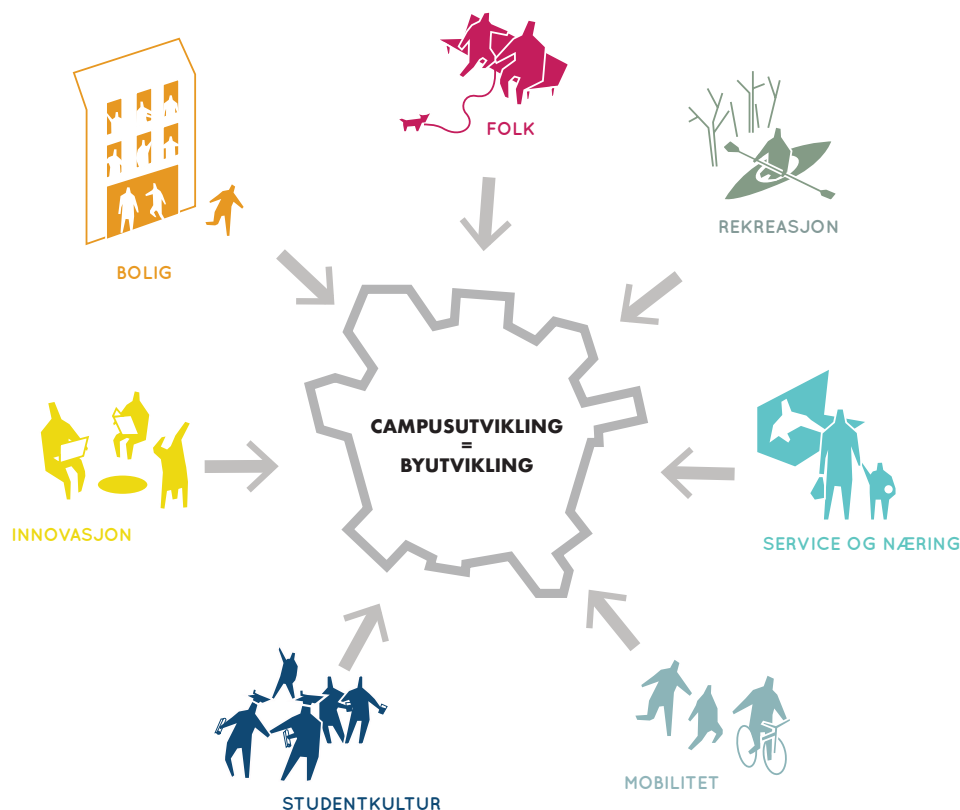 FOLK
REKREASJON
BOLIG
CAMPUSUTVIKLING
=
BYUTVIKLING
INNOVASJON
SERVICE OG NÆRING
MOBILITET
STUDENTKULTUR